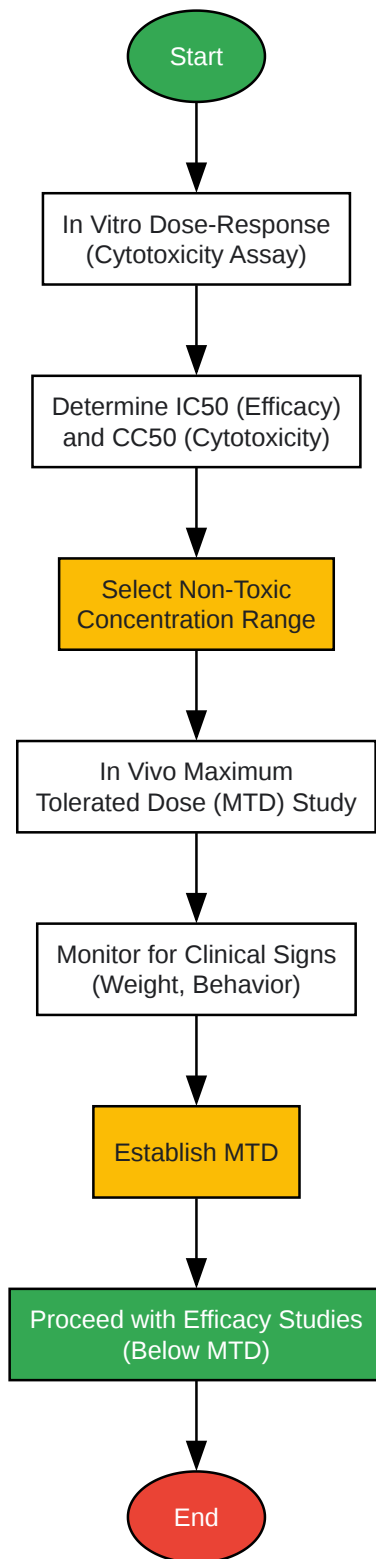 Start
In Vitro Dose-Response
(Cytotoxicity Assay)
Determine IC50 (Efficacy)
and CC50 (Cytotoxicity)
Select Non-Toxic
Concentration Range
In Vivo Maximum
Tolerated Dose (MTD) Study
Monitor for Clinical Signs
(Weight, Behavior)
Establish MTD
Proceed with Efficacy Studies
(Below MTD)
End